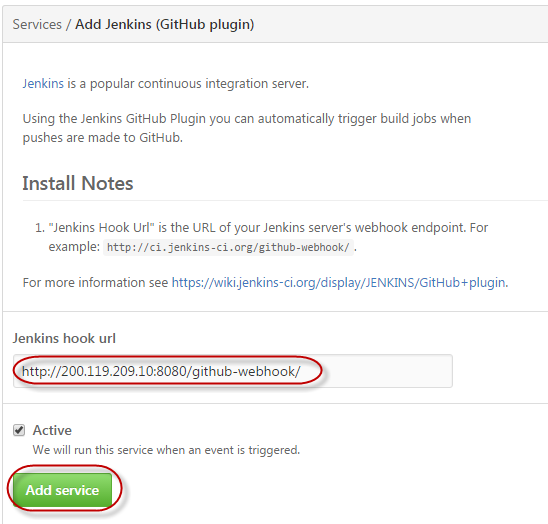 Services / Add Jenkins (GitHub plugin)
Jenkins is a popular continuous integration server.
Using the Jenkins GitHub Plugin you can automatically trigger build jobs when
pushes are made to GitHub.
Install Notes
1. "Jenkins Hook Url" is the URL of your Jenkins server's webhook endpoint. For
example: http://ci.jenkins-ci.org/github-webhook/ .
For more information see https://wiki.jenkins-ci.org/display/JENKINS/GitHub+plugin.
Jenkins hook url
http://200.119.209.10:8080/github-webhook/
Active
We will run this service when an event is triggered.
Add service